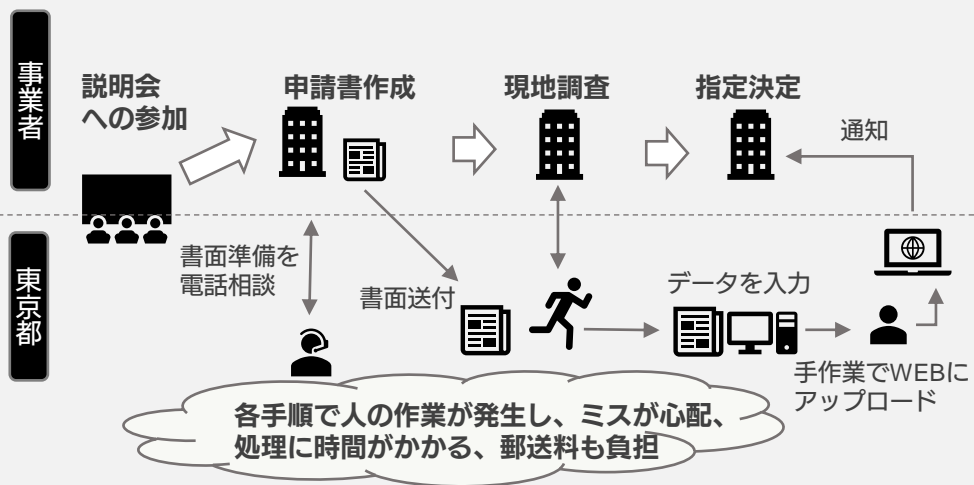 事業者
説明会
への参加
申請書作成
現地調査
指定決定
通知
東京都
書面準備を
電話相談
書面送付
データを入力
手作業でWEBに
アップロード
各手順で人の作業が発生し、ミスが心配、
処理に時間がかかる、郵送料も負担